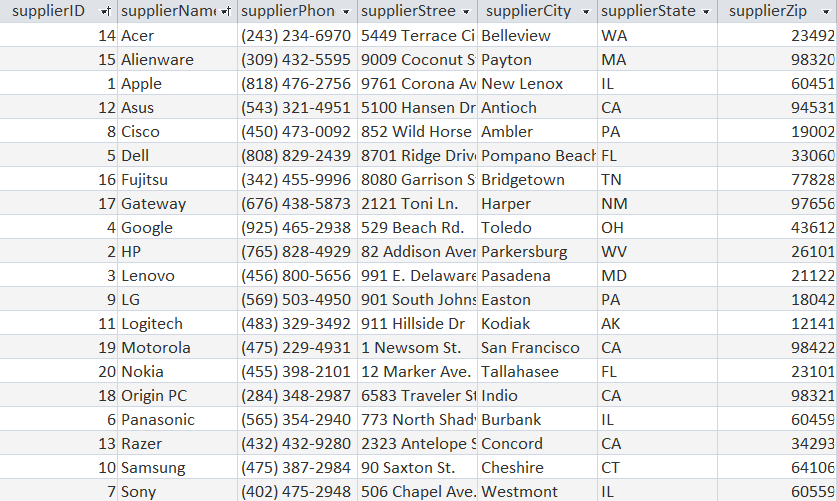 supplierID supplierName supplierPhon supplierStree supplierCity supplierState supplierZip
14 Acer (243) 234-6970 5449 Terrace Ci Belleview WA 23492
15 Alienware (309) 432-5595 9009 Coconut S Payton MA 98320
1 Apple (818) 476-2756 9761 Corona Av New Lenox IL 60451
12 Asus (543) 321-4951 5100 Hansen Dr Antioch CA 94531
8 Cisco (450) 473-0092 852 Wild Horse Ambler PA 19002
5 Dell (808) 829-2439 8701 Ridge Drive Pompano Beach FL 33060
16 Fujitsu (342) 455-9996 8080 Garrison S Bridgetown TN 77828
17 Gateway (676) 438-5873 2121 Toni Ln. Harper NM 97656
4 Google (925) 465-2938 529 Beach Rd. Toledo OH 43612
2 HP (765) 828-4929 82 Addison Aven Parkersburg WV 26101
3 Lenovo (456) 800-5656 991 E. Delaware Pasadena MD 21122
9 LG (569) 503-4950 901 South Johns Easton PA 18042
11 Logitech (483) 329-3492 911 Hillside Dr Kodiak AK 12141
19 Motorola (475) 229-4931 1 Newsom St. San Francisco CA 98422
20 Nokia (455) 398-2101 12 Marker Ave. Tallahasee FL 23101
18 Origin PC (284) 348-2987 6583 Traveler St Indio CA 98321
6 Panasonic (565) 354-2940 773 North Shad Burbank IL 60459
13 Razer (432) 432-9280 2323 Antelope S Concord CA 34293
10 Samsung (475) 387-2984 90 Saxton St. Cheshire CT 64106
7 Sony (402) 475-2948 506 Chapel Ave. Westmont IL 60559